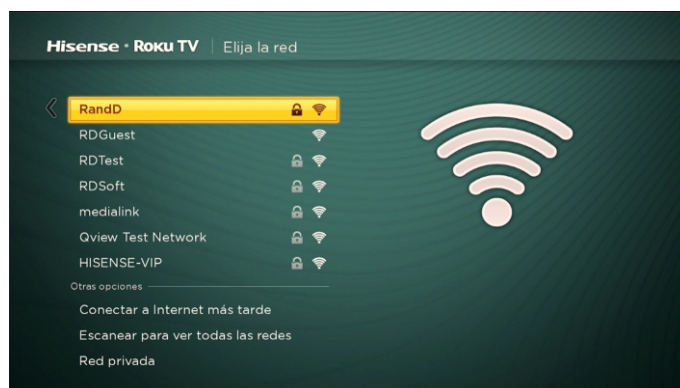 Hisense • Roku TV | Elija la red
RandD
RDGuest
RDTest
RDSoft
medialink
Qview Test Network
HISENSE-VIP
Otras opciones
Conectar a Internet más tarde
Escanear para ver todas las redes
Red privada